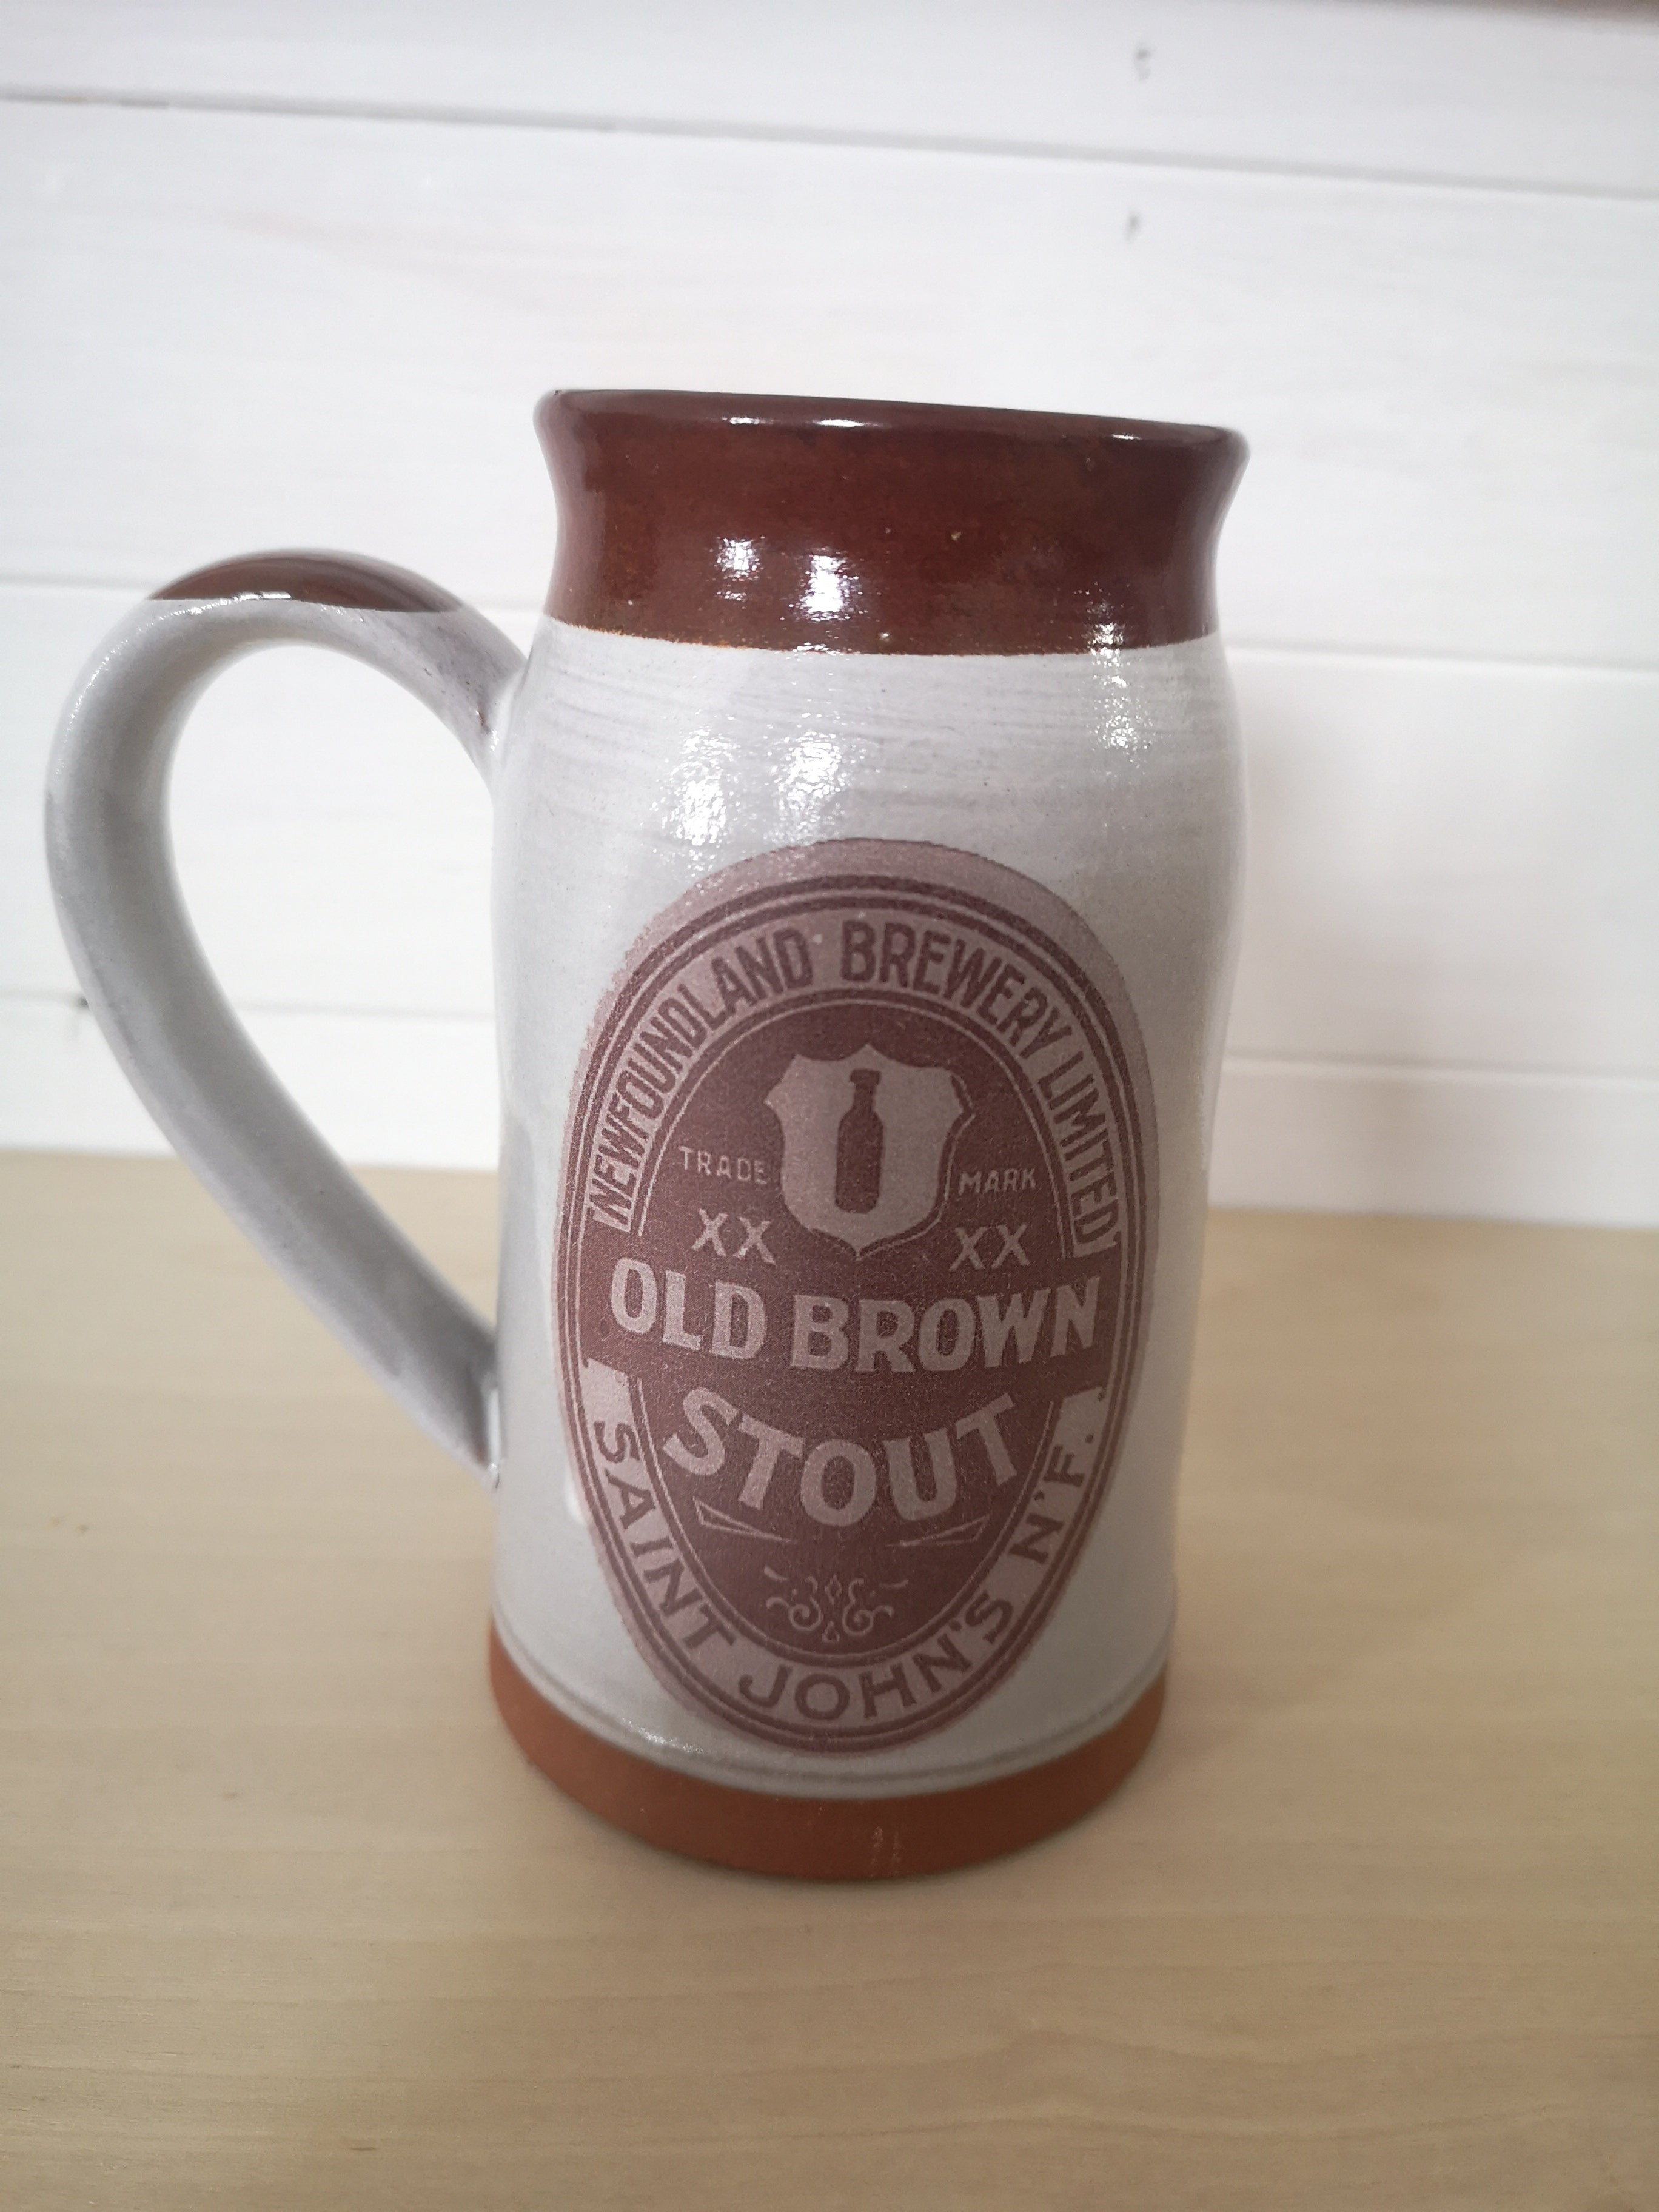 NEWFOUNDLAND BREWERY LIMITED
TRADE MARK
XX XX
OLD BROWN
STOUT
SAINT JOHN'S N'F.